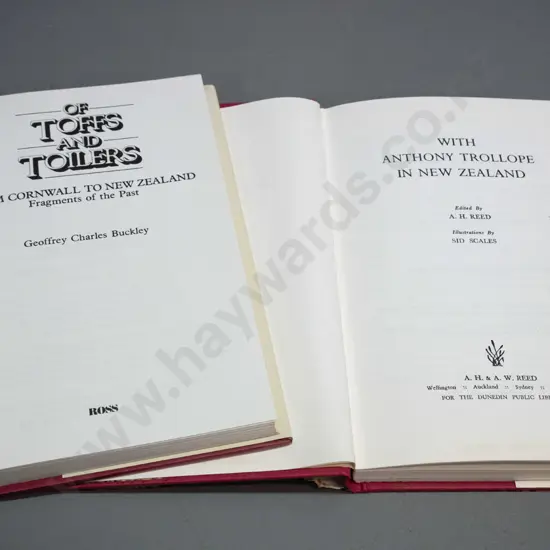 OF
TOFFS
AND
TOILERS
CORNWALL TO NEW ZEALAND
Fragments of the Past
Geoffrey Charles Buckley
ROSS
WITH
ANTHONY TROLLOPE
IN NEW ZEALAND
Edited By
A. H. REED
Illustrations By
SID SCALES
A. H. & A. W. REED
Wellington :: Auckland :: Sydney ::
FOR THE DUNEDIN PUBLIC
www.haywards.co.n